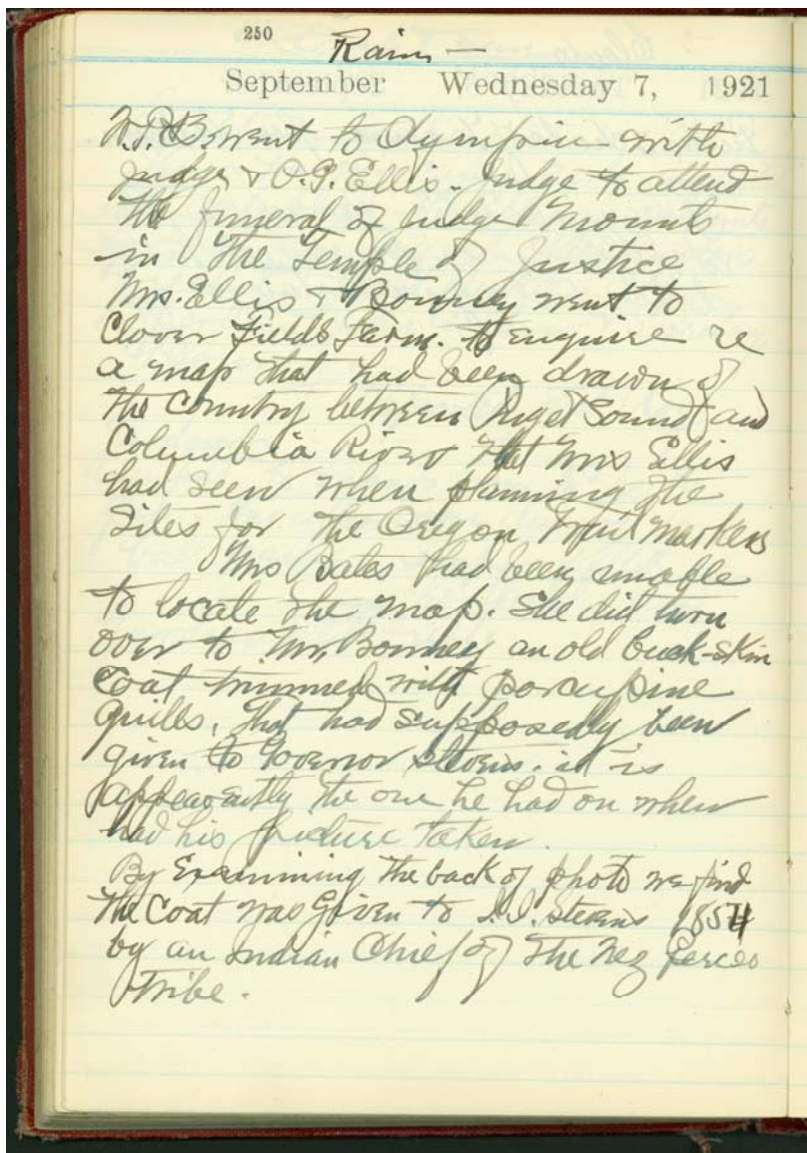 250
Rain —
September Wednesday 7, 1921
W.P.B. went to Olympia with
Judge & O.G. Ellis. Judge to attend
the funeral of Judge Mounts
in the Temple of Justice
Mrs. Ellis & Bonney went to
Clover Fields Farm. to enquire re
a map that had been drawn of
the Country between Puget Sound and
Columbia River that Mrs Ellis
had seen when planning the
Sites for the Oregon Trail Markers
Mrs Bates had been unable
to locate the map. She did turn
over to Mr. Bonney an old buck-skin
Coat trimmed with porcupine
quills, that had supposedly been
given to Governor Stevens. it is
appearently the one he had on when
had his picture taken.
By Examining the back of photo we find
the Coat was Given to I.I. Stevens 1854
by an Indian Chief of the Nez Perces
tribe.